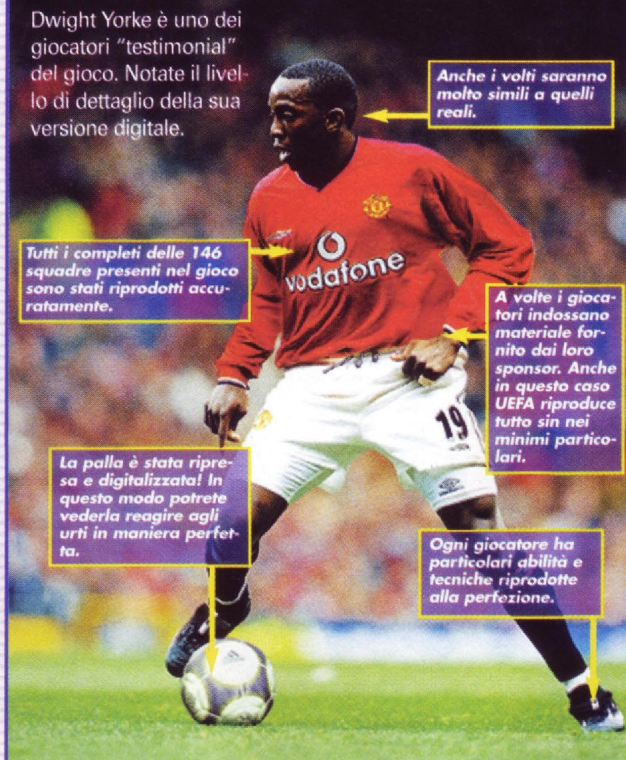 Dwight Yorke è uno dei
giocatori "testimonial"
del gioco. Notate il livel-
lo di dettaglio della sua
versione digitale.
Anche i volti saranno
molto simili a quelli
reali.
Tutti i completi delle 146
squadre presenti nel gioco
sono stati riprodotti accu-
ratamente.
vodafone
A volte i gioca-
tori indossano
materiale for-
nito dai loro
sponsor. Anche
in questo caso
UEFA riproduce
tutto sin nei
minimi partico-
lari.
19
La palla è stata ripre-
sa e digitalizzata! In
questo modo potrete
vederla reagire agli
urti in maniera perfet-
ta.
Ogni giocatore ha
particolari abilità e
tecniche riprodotte
alla perfezione.